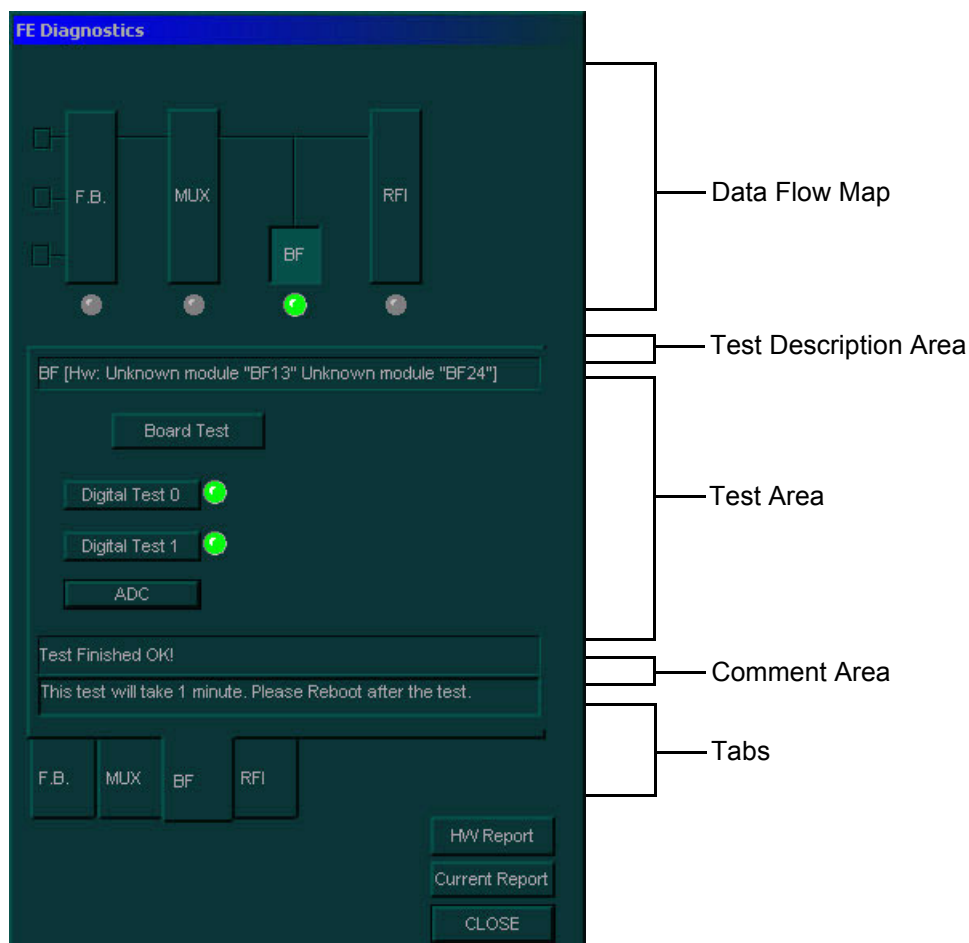 FE Diagnostics
F.B.
MUX
RFI
BF
Data Flow Map
Test Description Area
BF [Hw: Unknown module "BF13" Unknown module "BF24"]
Board Test
Digital Test 0
Test Area
Digital Test 1
ADC
Test Finished OK!
Comment Area
This test will take 1 minute. Please Reboot after the test.
Tabs
F.B.
MUX
BF
RFI
HW Report
Current Report
CLOSE